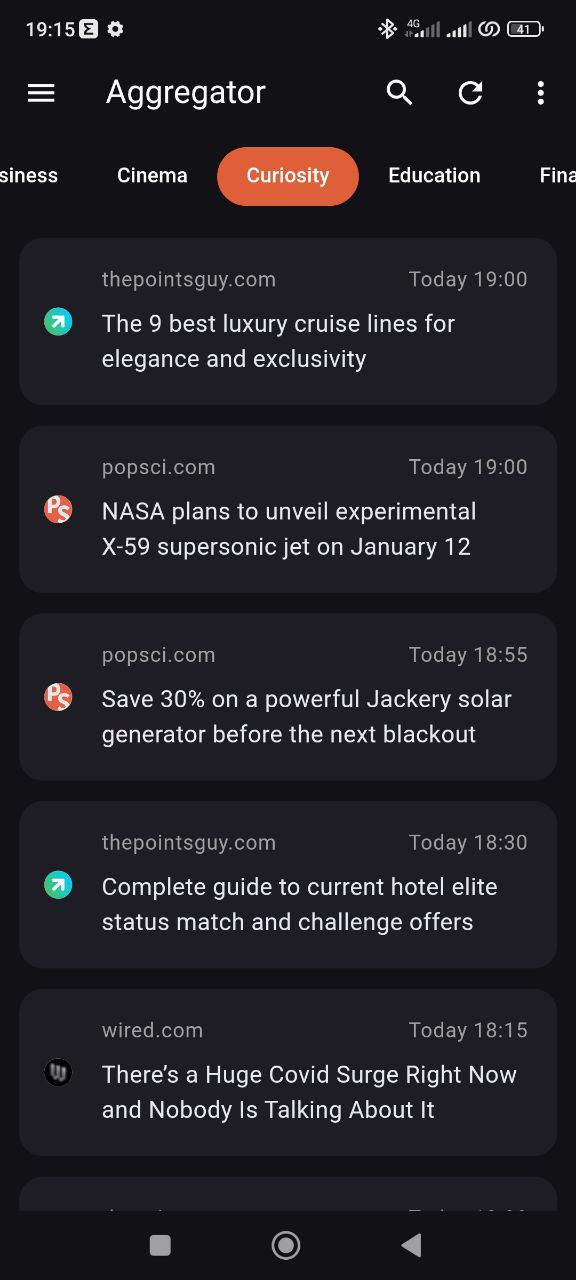 19:15
4G
41
Aggregator
siness Cinema Curiosity Education Fina
thepointsguy.com Today 19:00
The 9 best luxury cruise lines for
elegance and exclusivity
popsci.com Today 19:00
PS
NASA plans to unveil experimental
X-59 supersonic jet on January 12
popsci.com Today 18:55
PS
Save 30% on a powerful Jackery solar
generator before the next blackout
thepointsguy.com Today 18:30
Complete guide to current hotel elite
status match and challenge offers
wired.com Today 18:15
There’s a Huge Covid Surge Right Now
and Nobody Is Talking About It